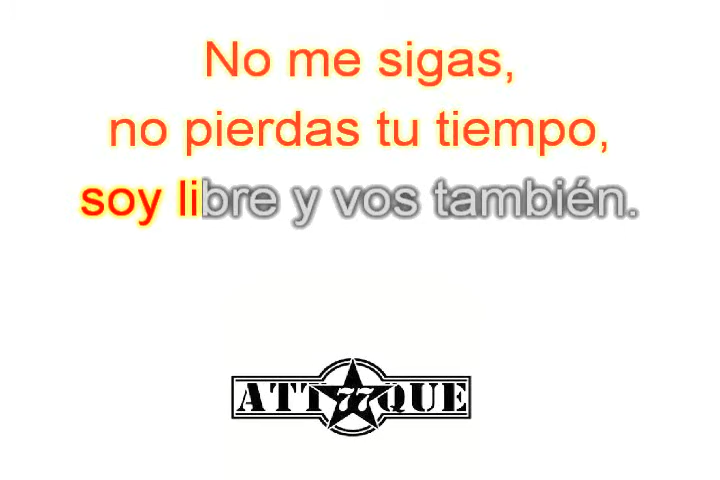 No me sigas,
no pierdas tu tiempo,
soy libre y vos también.
ATTAQUE 77